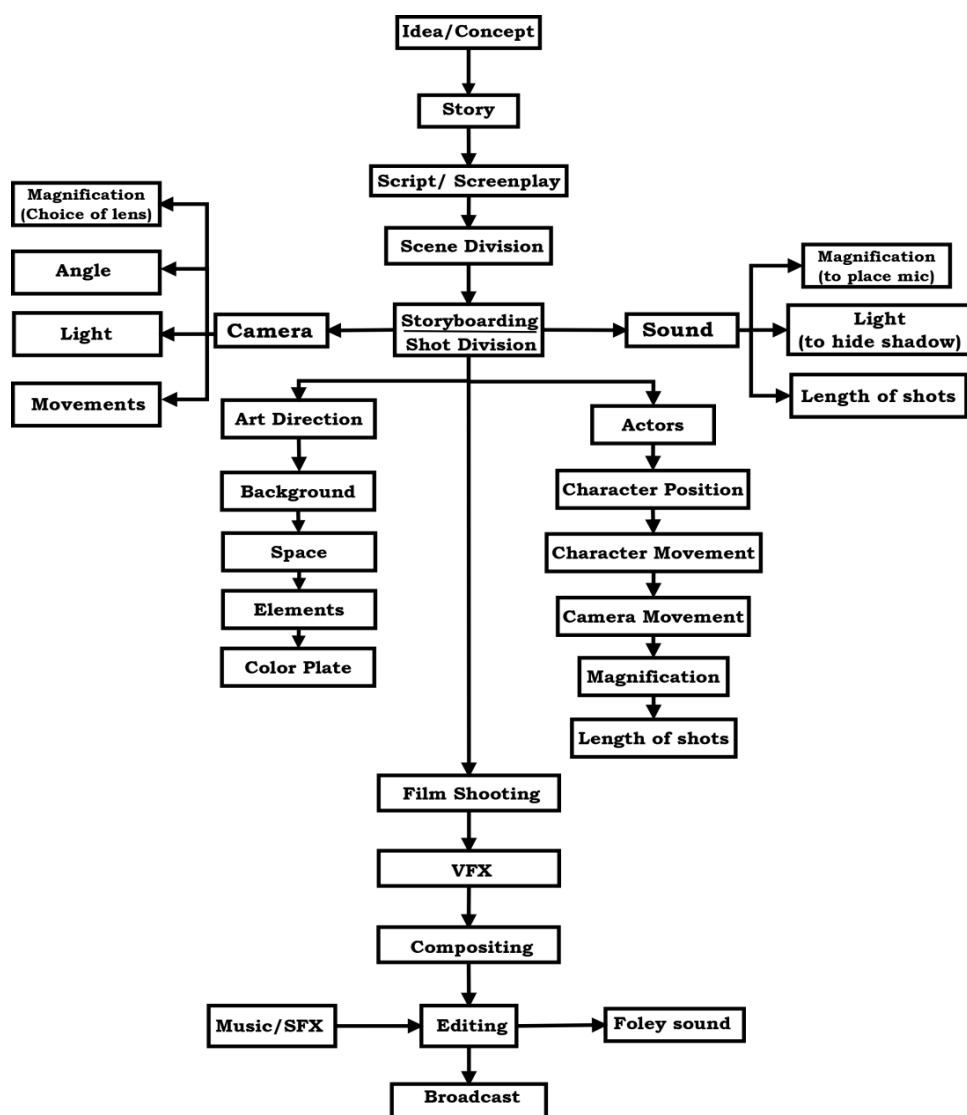 Idea/Concept
Story
Script/ Screenplay
Scene Division
Storyboarding
Shot Division
Camera
Magnification
(Choice of lens)
Angle
Light
Movements
Sound
Magnification
(to place mic)
Light
(to hide shadow)
Length of shots
Art Direction
Background
Space
Elements
Color Plate
Actors
Character Position
Character Movement
Camera Movement
Magnification
Length of shots
Film Shooting
VFX
Compositing
Music/SFX
Editing
Foley sound
Broadcast